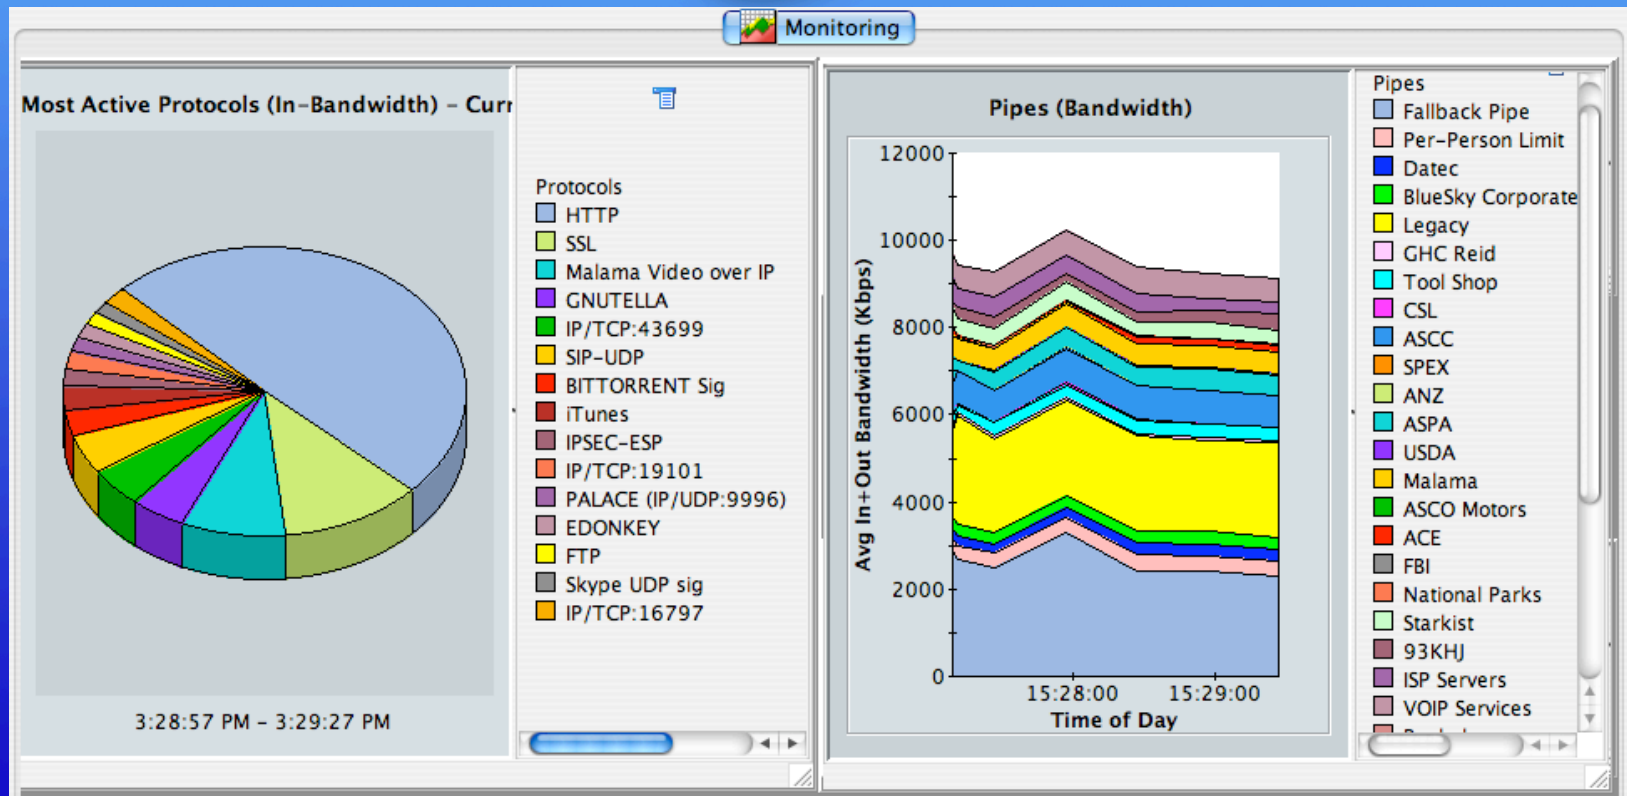 Monitoring
Most Active Protocols (In-Bandwidth) - Curr
Protocols
HTTP
SSL
Malama Video over IP
GNUTELLA
IP/TCP:43699
SIP-UDP
BITTORRENT Sig
iTunes
IPSEC-ESP
IP/TCP:19101
PALACE (IP/UDP:9996)
EDONKEY
FTP
Skype UDP sig
IP/TCP:16797
3:28:57 PM - 3:29:27 PM
Pipes (Bandwidth)
Avg In+Out Bandwidth (Kbps)
12000
10000
8000
6000
4000
2000
0
15:28:00 15:29:00
Time of Day
Pipes
Fallback Pipe
Per-Person Limit
Datec
BlueSky Corporate
Legacy
GHC Reid
Tool Shop
CSL
ASCC
SPEX
ANZ
ASPA
USDA
Malama
ASCO Motors
ACE
FBI
National Parks
Starkist
93KHJ
ISP Servers
VOIP Services